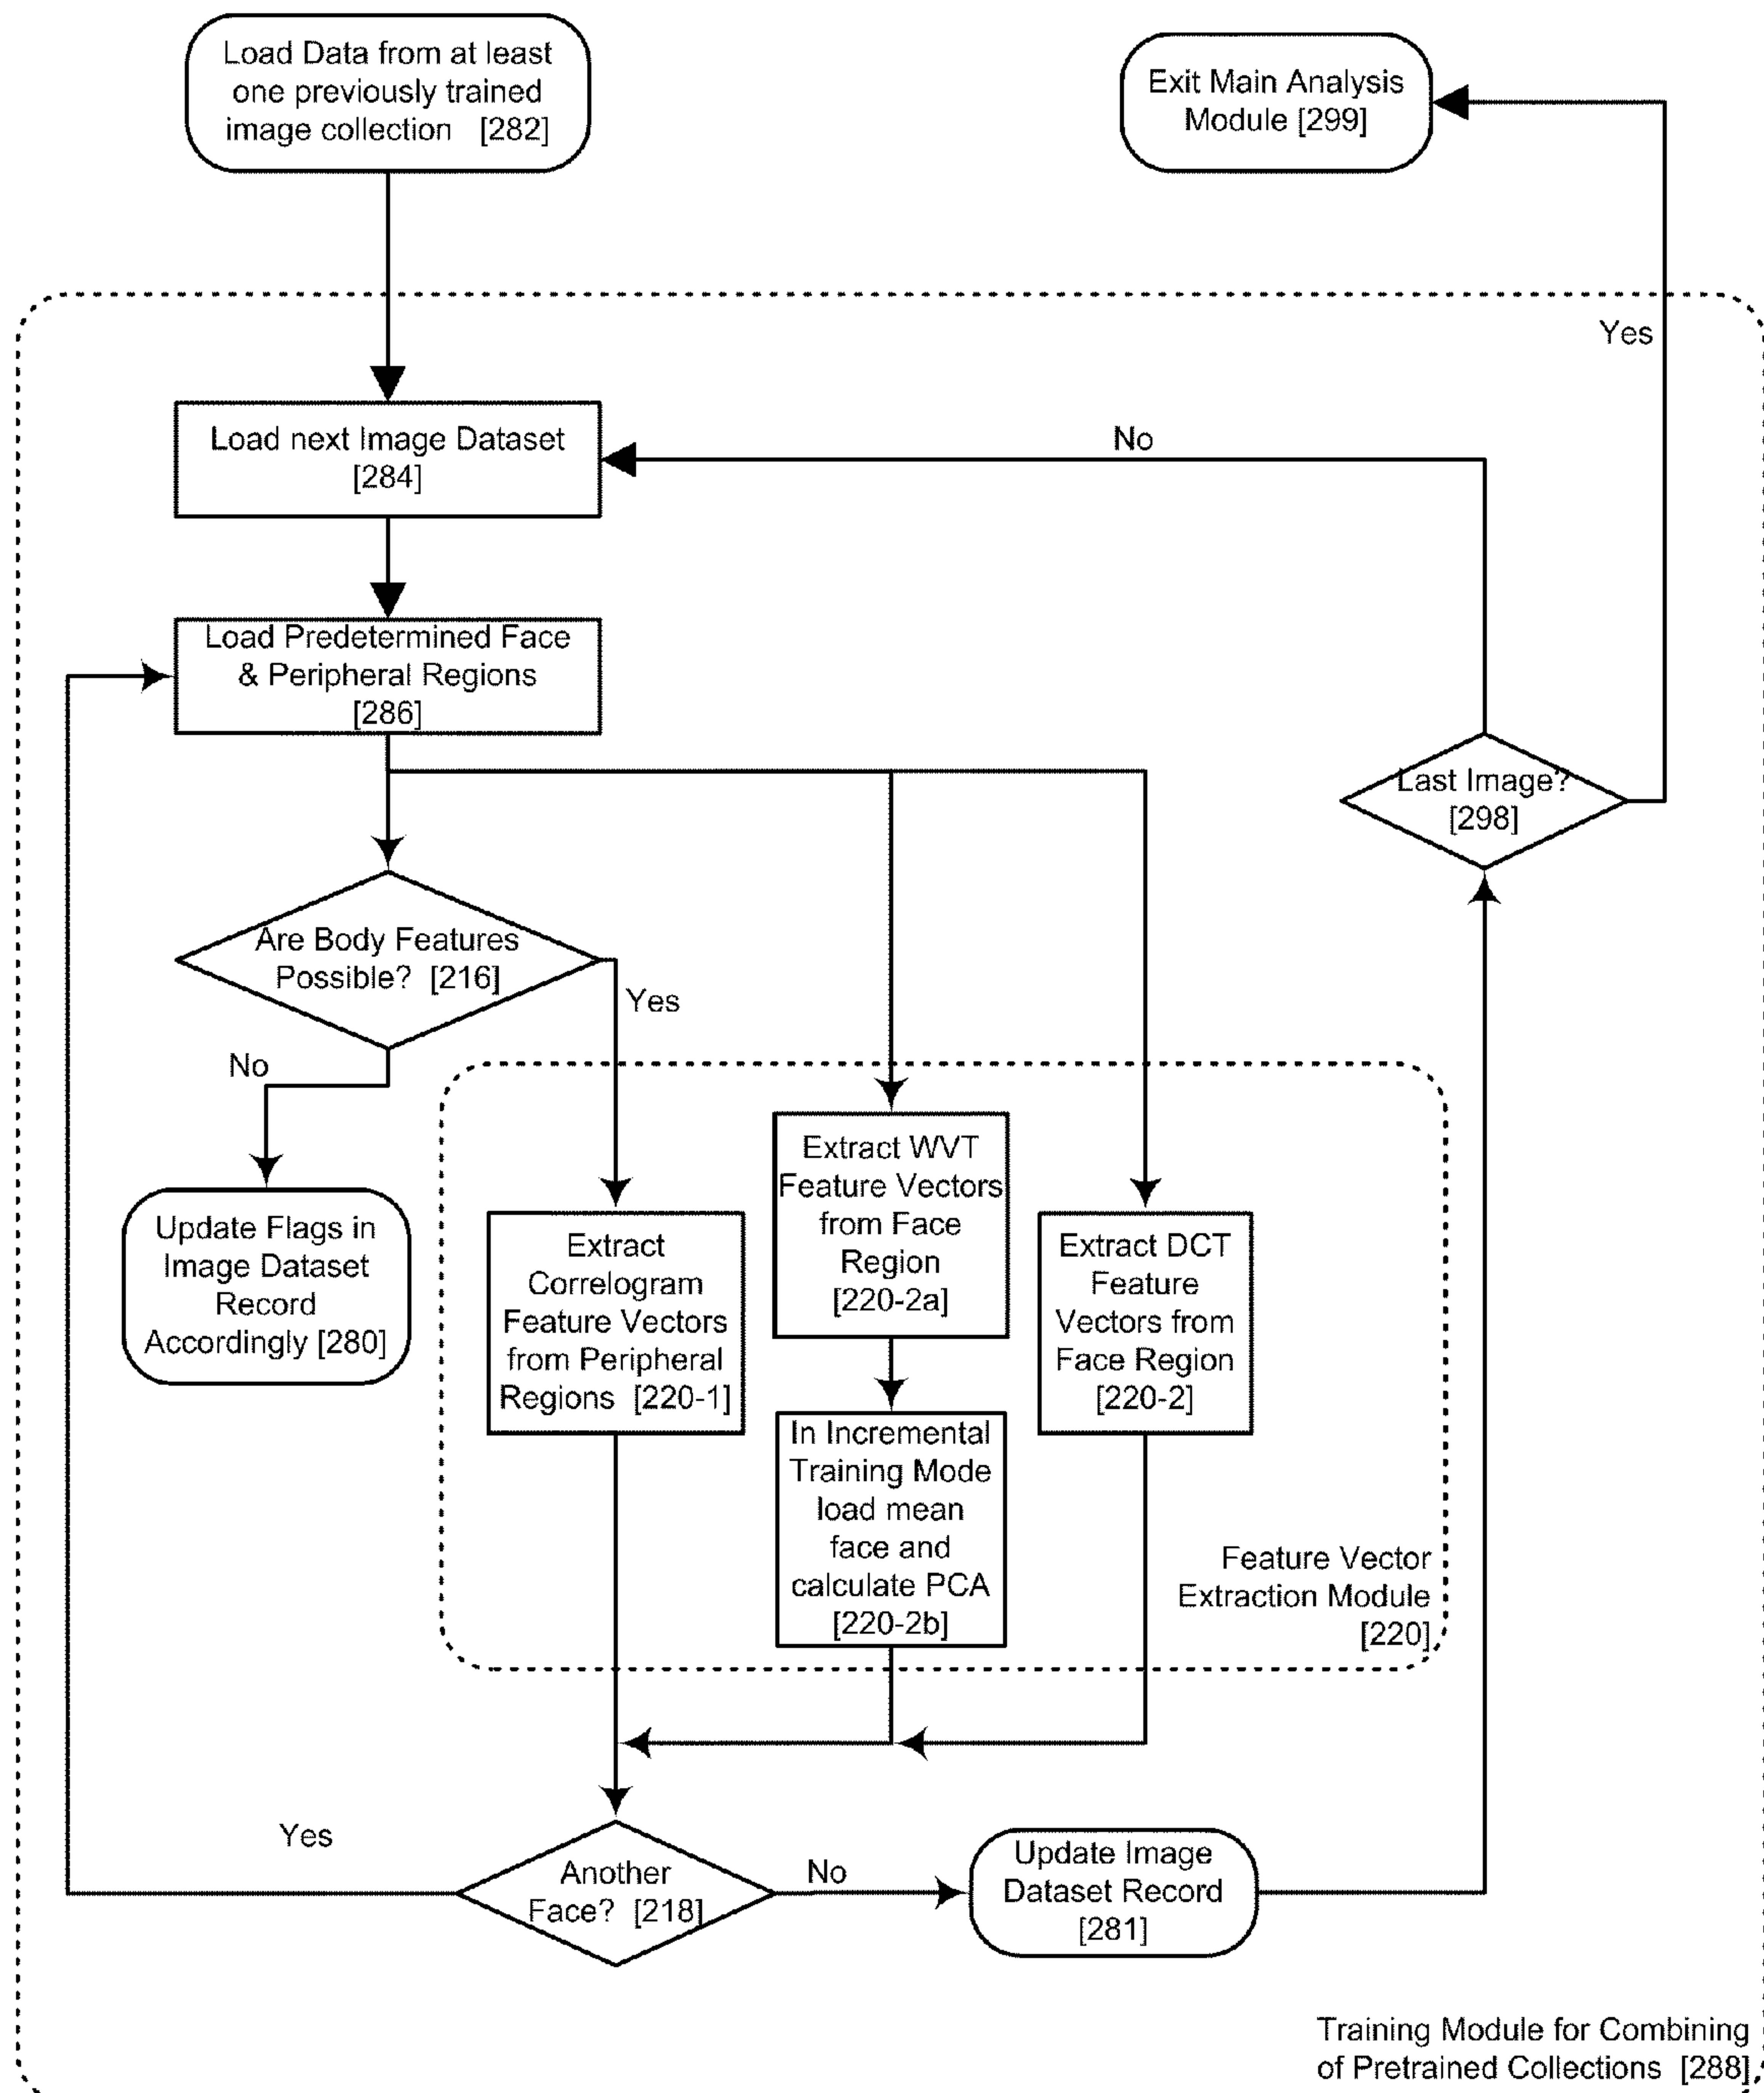 Load Data from at least
one previously trained
image collection [282]
Exit Main Analysis
Module [299]
Yes
Load next Image Dataset
[284]
No
Load Predetermined Face
& Peripheral Regions
[286]
Last Image?
[298]
Are Body Features
Possible? [216]
Yes
No
Update Flags in
Image Dataset
Record
Accordingly [280]
Extract
Correlogram
Feature Vectors
from Peripheral
Regions [220-1]
Extract WVT
Feature Vectors
from Face
Region
[220-2a]
Extract DCT
Feature
Vectors from
Face Region
[220-2]
In Incremental
Training Mode
load mean
face and
calculate PCA
[220-2b]
Feature Vector
Extraction Module
[220]
Yes
Another
Face? [218]
No
Update Image
Dataset Record
[281]
Training Module for Combining
of Pretrained Collections [288]